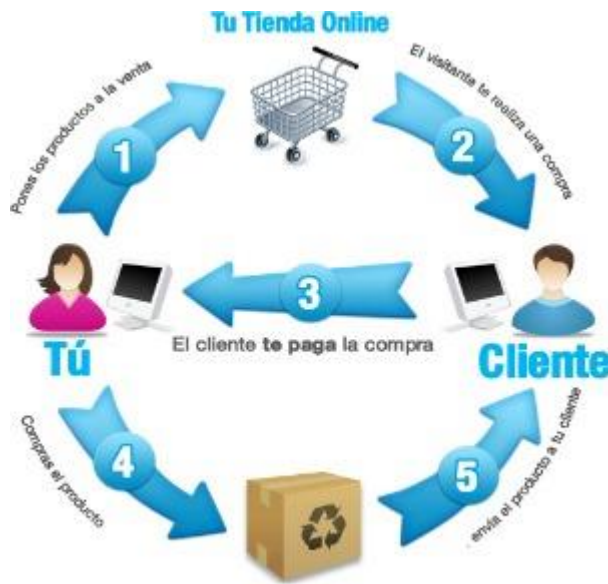 Tu Tienda Online
Pones los productos a la venta
1
El visitante te realiza una compra
2
3
El cliente te paga la compra
Tú
Cliente
Compras el producto
4
5
. envía el producto a tu cliente